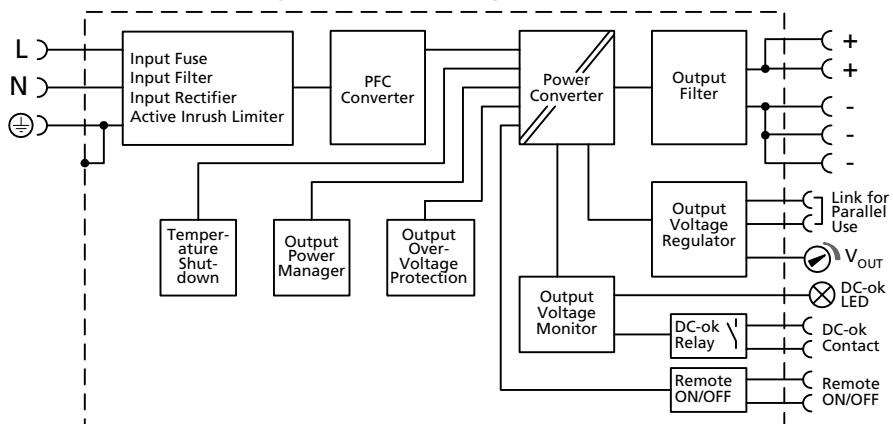 L
N
Input Fuse
Input Filter
Input Rectifier
Active Inrush Limiter
PFC
Converter
Power
Converter
Output
Filter
+
+
-
-
-
Temper-
ature
Shut-
down
Output
Power
Manager
Output
Over-
Voltage
Protection
Output
Voltage
Regulator
Link for
Parallel
Use
VOUT
Output
Voltage
Monitor
DC-ok
LED
DC-ok
Relay
DC-ok
Contact
Remote
ON/OFF
Remote
ON/OFF